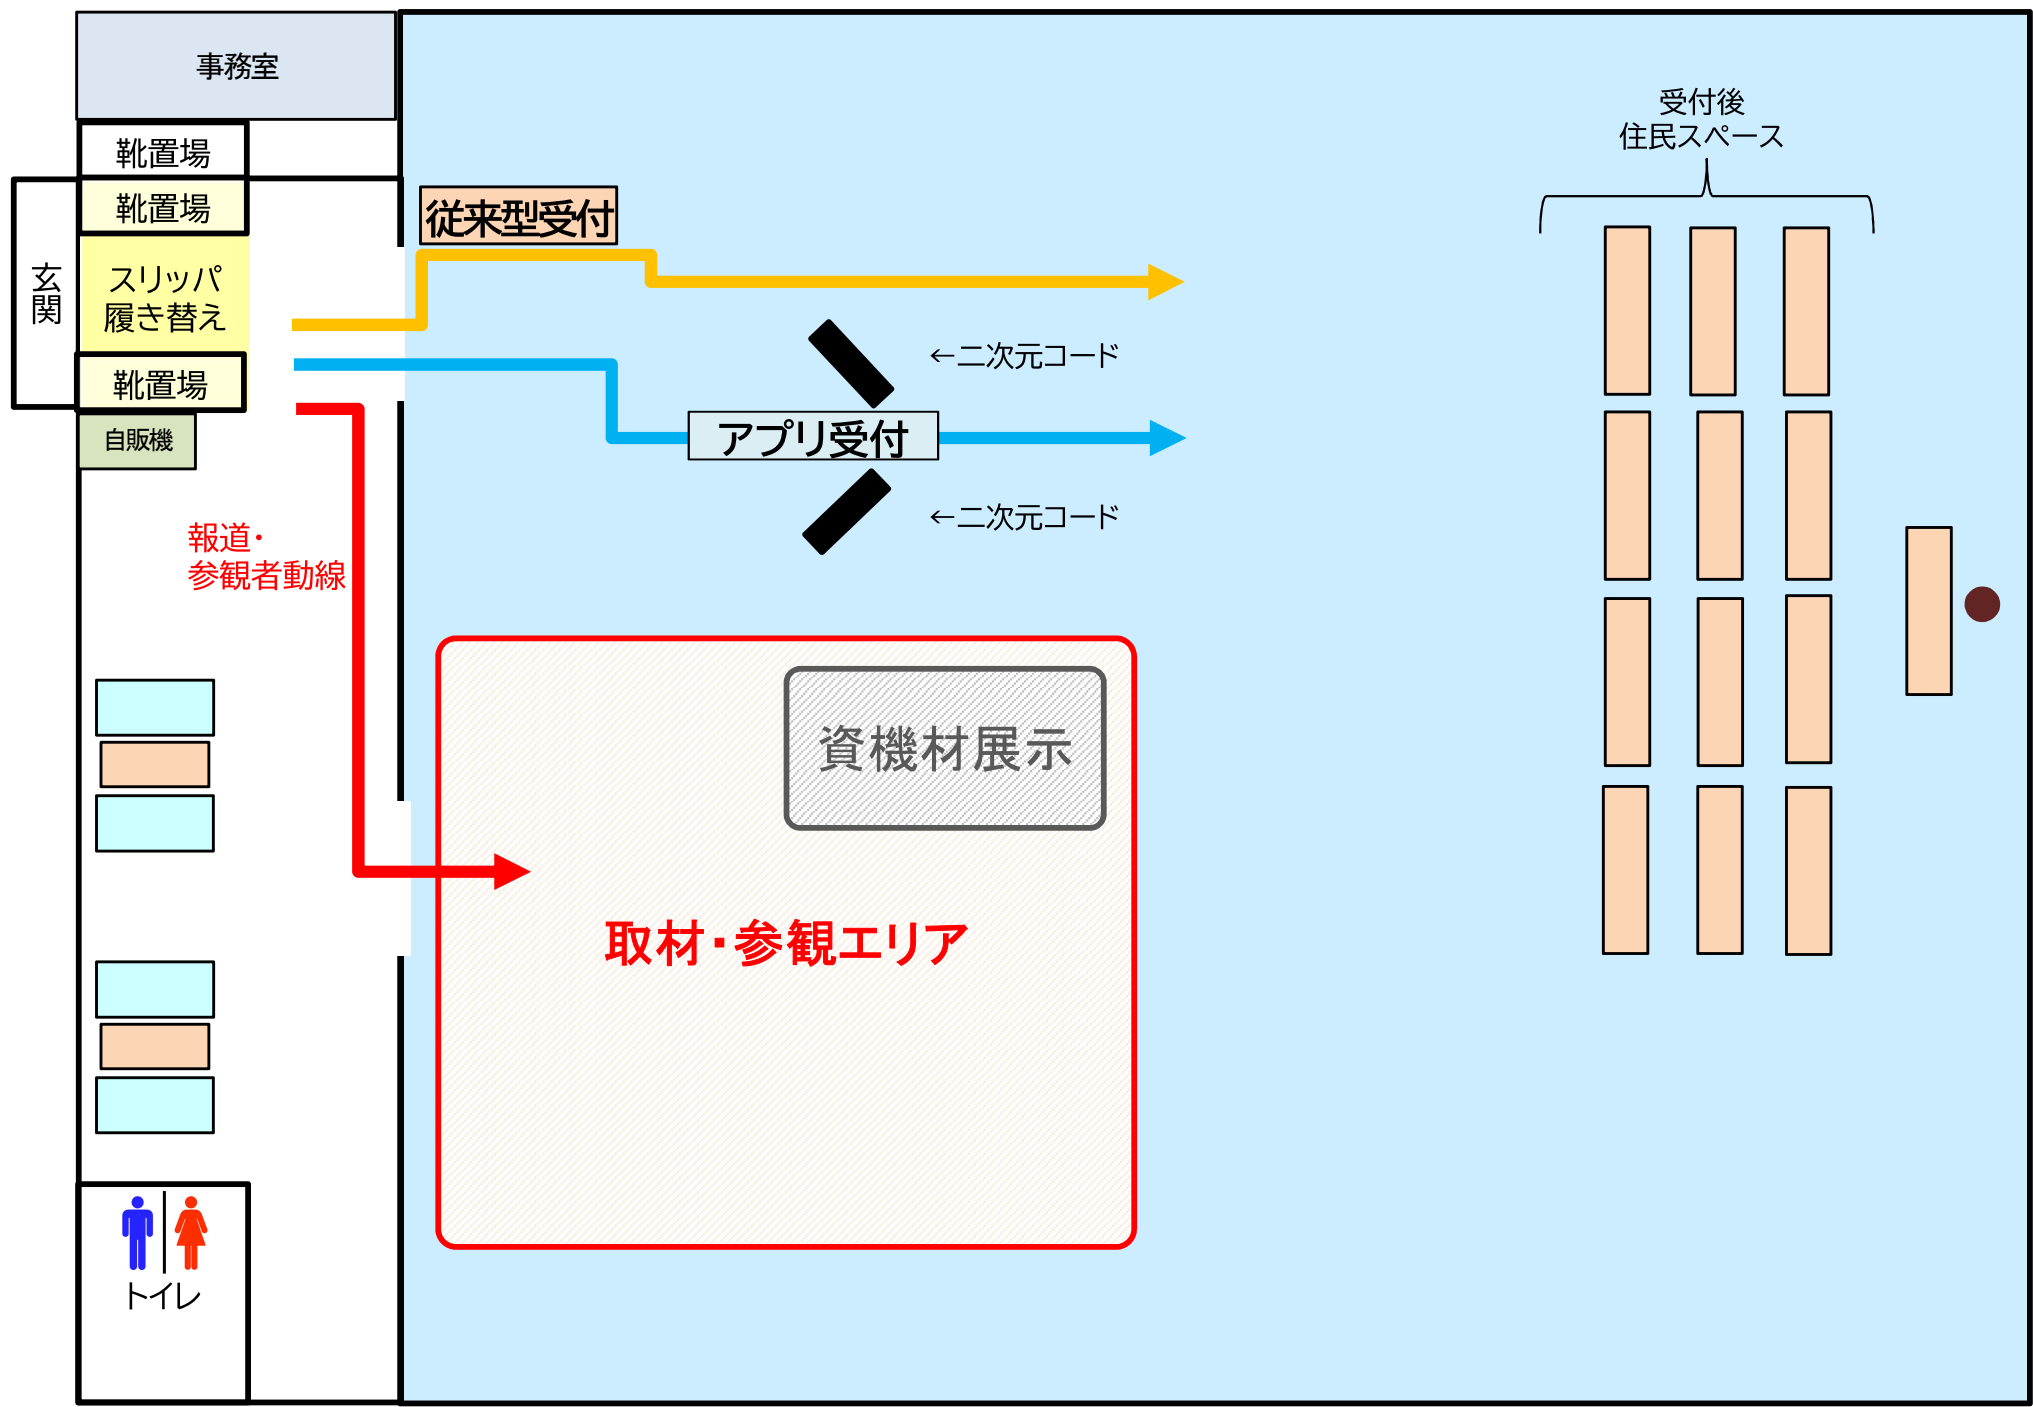 事務室
靴置場
靴置場
玄関
スリッパ
履き替え
靴置場
自販機
従来型受付
←二次元コード
アプリ受付
←二次元コード
受付後
住民スペース
報道・
参観者動線
資機材展示
取材・参観エリア
トイレ